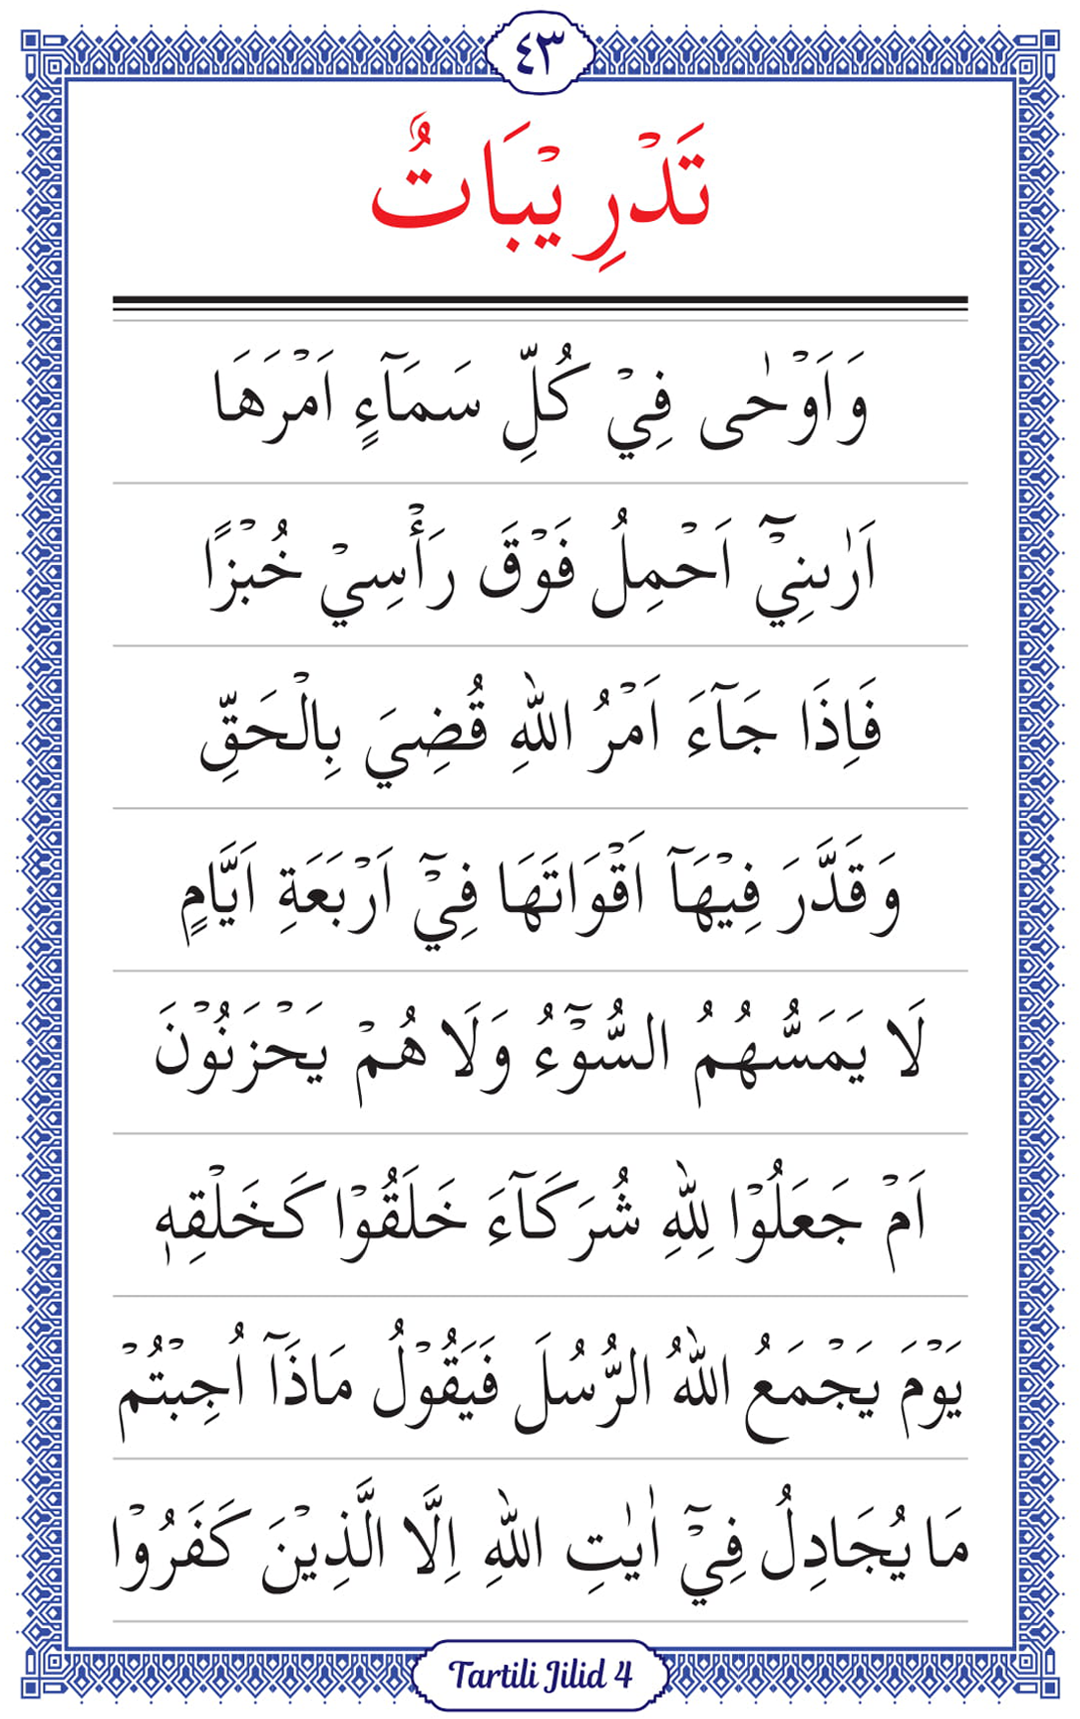 ٤٣
تَدْرِيْبَاتٌ
وَاَوْحٰى فِيْ كُلِّ سَمَآءٍ اَمْرَهَا
اَرٰىنِيْٓ اَحْمِلُ فَوْقَ رَأْسِيْ خُبْزًا
فَاِذَا جَآءَ اَمْرُ اللّٰهِ قُضِيَ بِالْحَقِّ
وَقَدَّرَ فِيْهَآ اَقْوَاتَهَا فِيْٓ اَرْبَعَةِ اَيَّامٍ
لَا يَمَسُّهُمُ السُّوْٓءُ وَلَا هُمْ يَحْزَنُوْنَ
اَمْ جَعَلُوْا لِلّٰهِ شُرَكَآءَ خَلَقُوْا كَخَلْقِهٖ
يَوْمَ يَجْمَعُ اللّٰهُ الرُّسُلَ فَيَقُوْلُ مَاذَآ اُجِبْتُمْ
مَا يُجَادِلُ فِيْٓ اٰيٰتِ اللّٰهِ اِلَّا الَّذِيْنَ كَفَرُوْا
Tartili Jilid 4